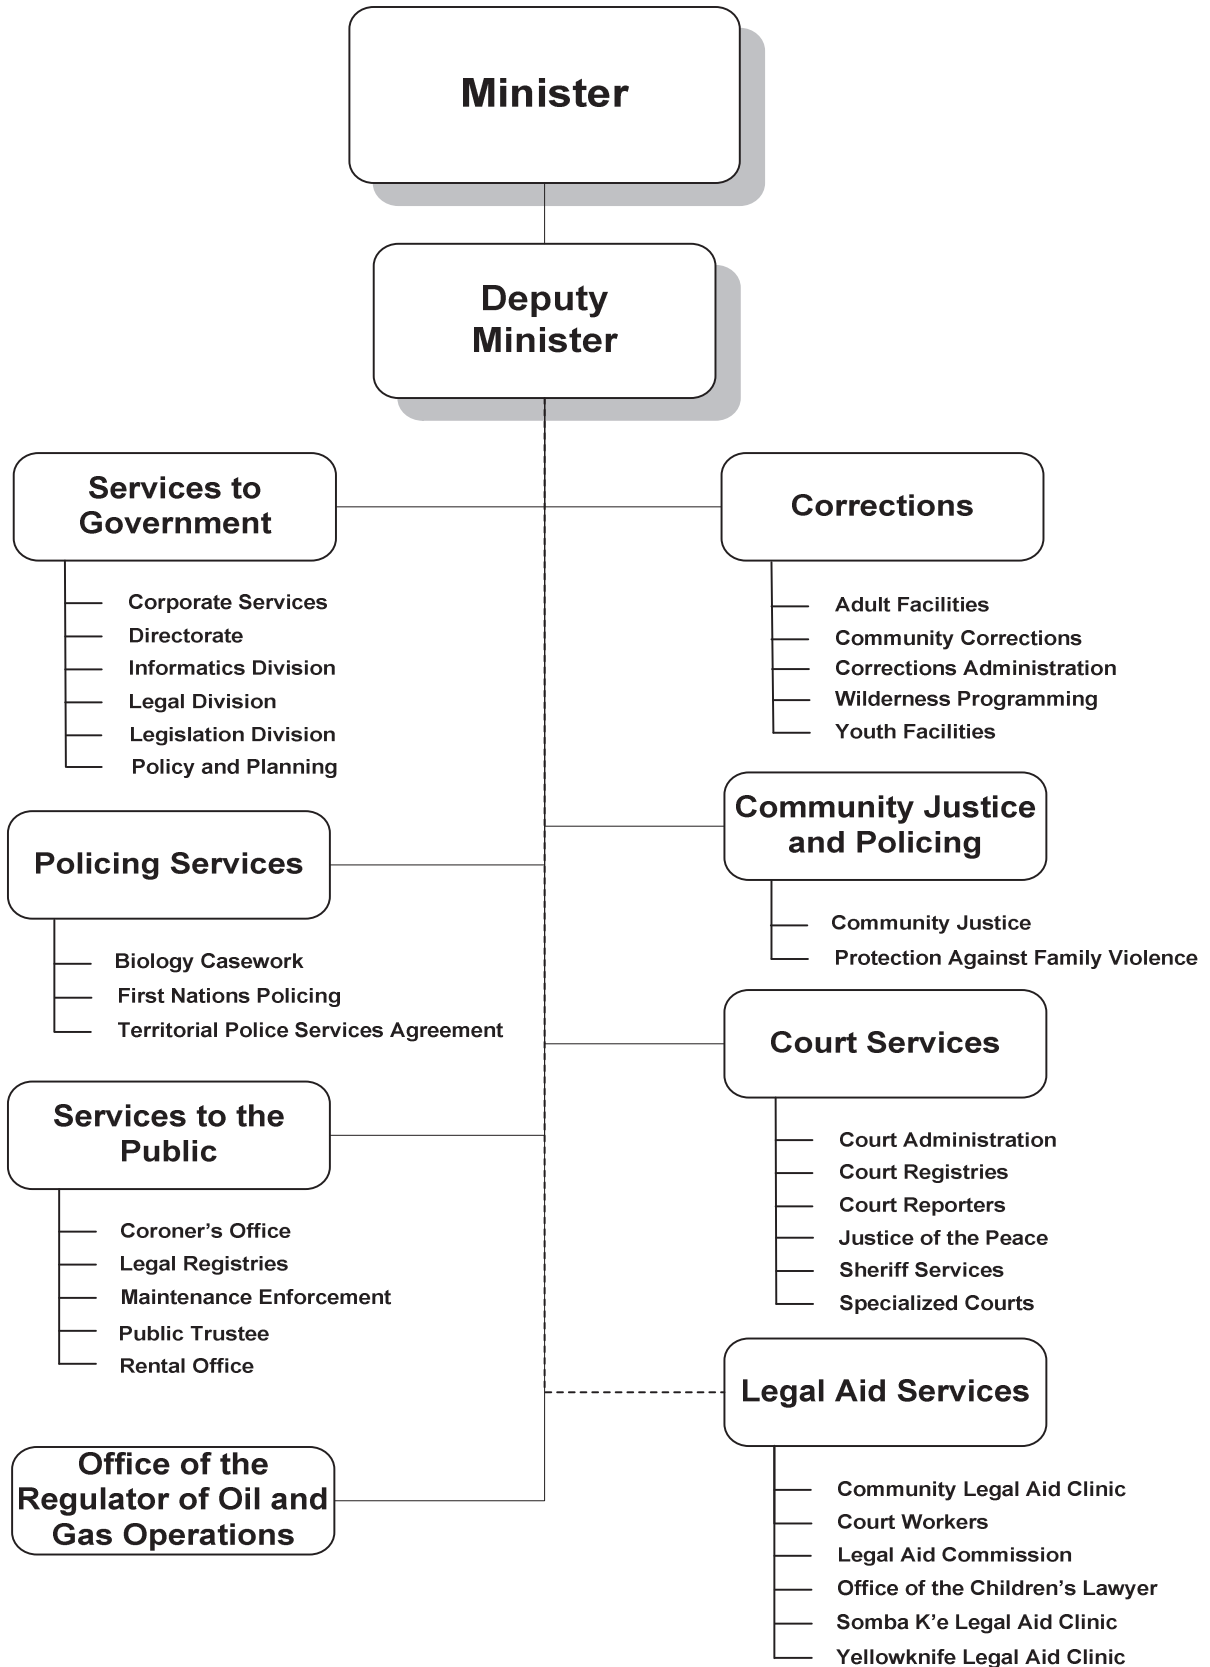 Minister
Deputy
Minister
Services to
Government
Corporate Services
Directorate
Informatics Division
Legal Division
Legislation Division
Policy and Planning
Policing Services
Biology Casework
First Nations Policing
Territorial Police Services Agreement
Services to the
Public
Coroner’s Office
Legal Registries
Maintenance Enforcement
Public Trustee
Rental Office
Office of the
Regulator of Oil and
Gas Operations
Corrections
Adult Facilities
Community Corrections
Corrections Administration
Wilderness Programming
Youth Facilities
Community Justice
and Policing
Community Justice
Protection Against Family Violence
Court Services
Court Administration
Court Registries
Court Reporters
Justice of the Peace
Sheriff Services
Specialized Courts
Legal Aid Services
Community Legal Aid Clinic
Court Workers
Legal Aid Commission
Office of the Children’s Lawyer
Somba K’e Legal Aid Clinic
Yellowknife Legal Aid Clinic